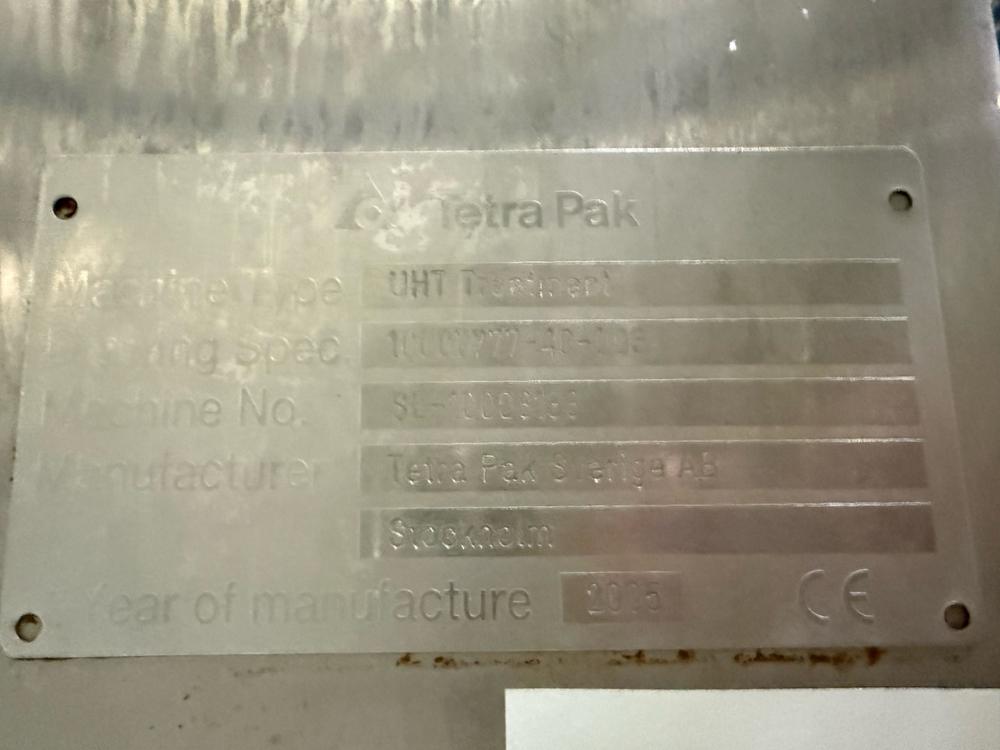 Tetra Pak
Machine Type UHT Treatment
Spec.
Machine No.
Manufacturer Tetra Pak Sverige AB
Stockholm
Year of manufacture 2005
CE